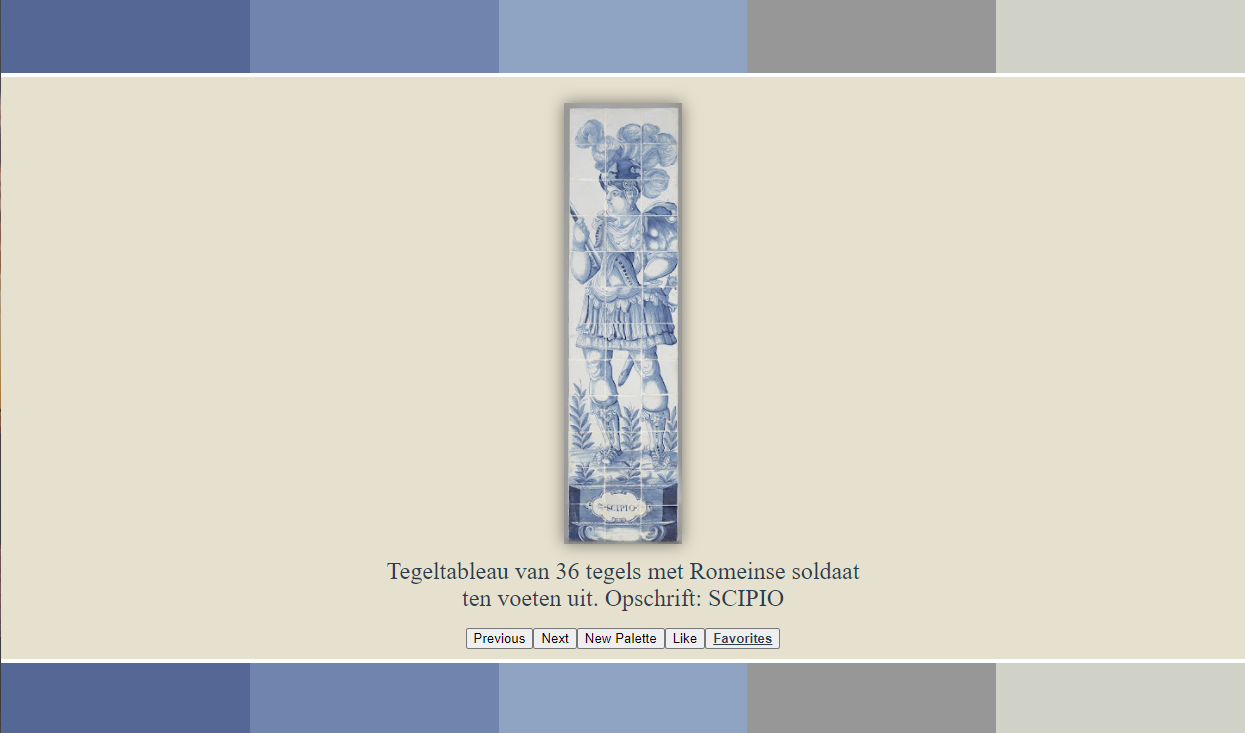 SCIPIO
Tegeltableau van 36 tegels met Romeinse soldaat
ten voeten uit. Opschrift: SCIPIO
Previous Next New Palette Like Favorites